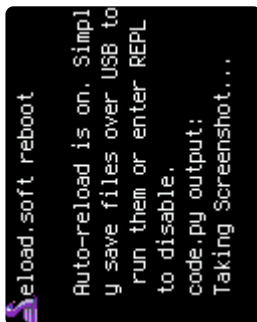 eload.soft reboot
Auto-reload is on. Simpl
y save files over USB to
run them or enter REPL
to disable.
code.py output:
Taking Screenshot...